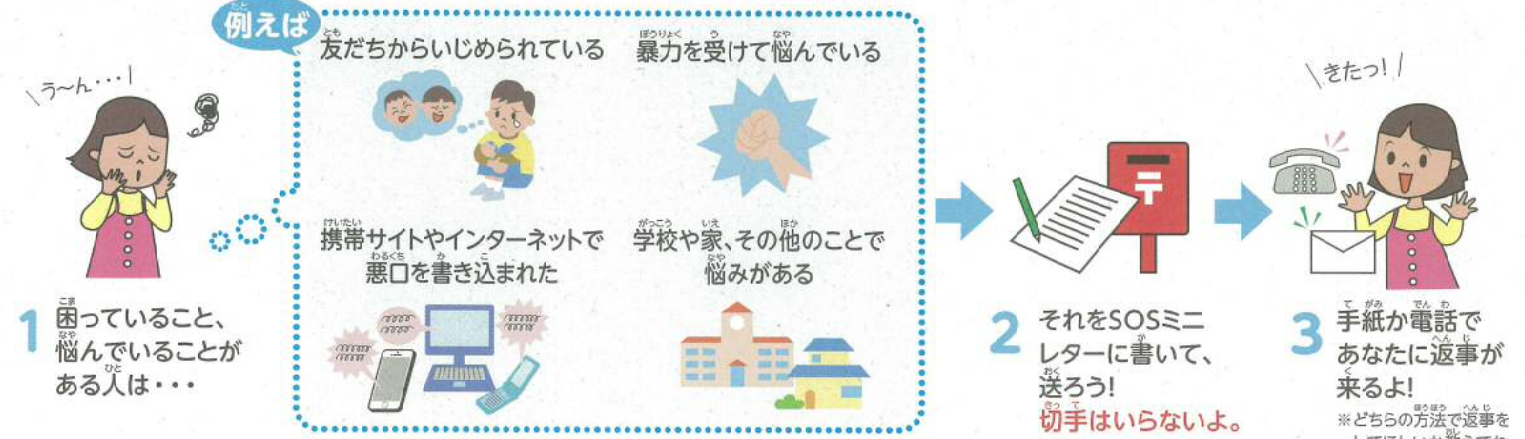 う〜ん・・・
1 困っていること、
悩んでいることが
ある人は・・・
例えば
友だちからいじめられている
暴力を受けて悩んでいる
携帯サイトやインターネットで
悪口を書き込まれた
学校や家、その他のことで
悩みがある
2 それをSOSミニ
レターに書いて、
送ろう!
切手はいらないよ。
きたっ!
3 手紙か電話で
あなたに返事が
来るよ!
※どちらの方法で返事を